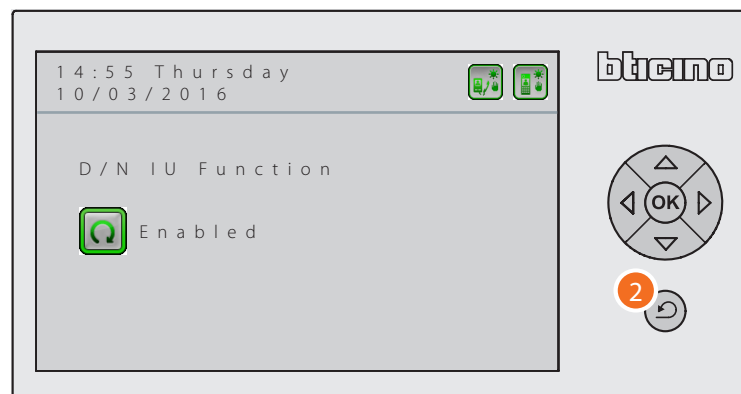 14:55 Thursday
10/03/2016
bticino
D/N IU Function
Enabled
OK
2